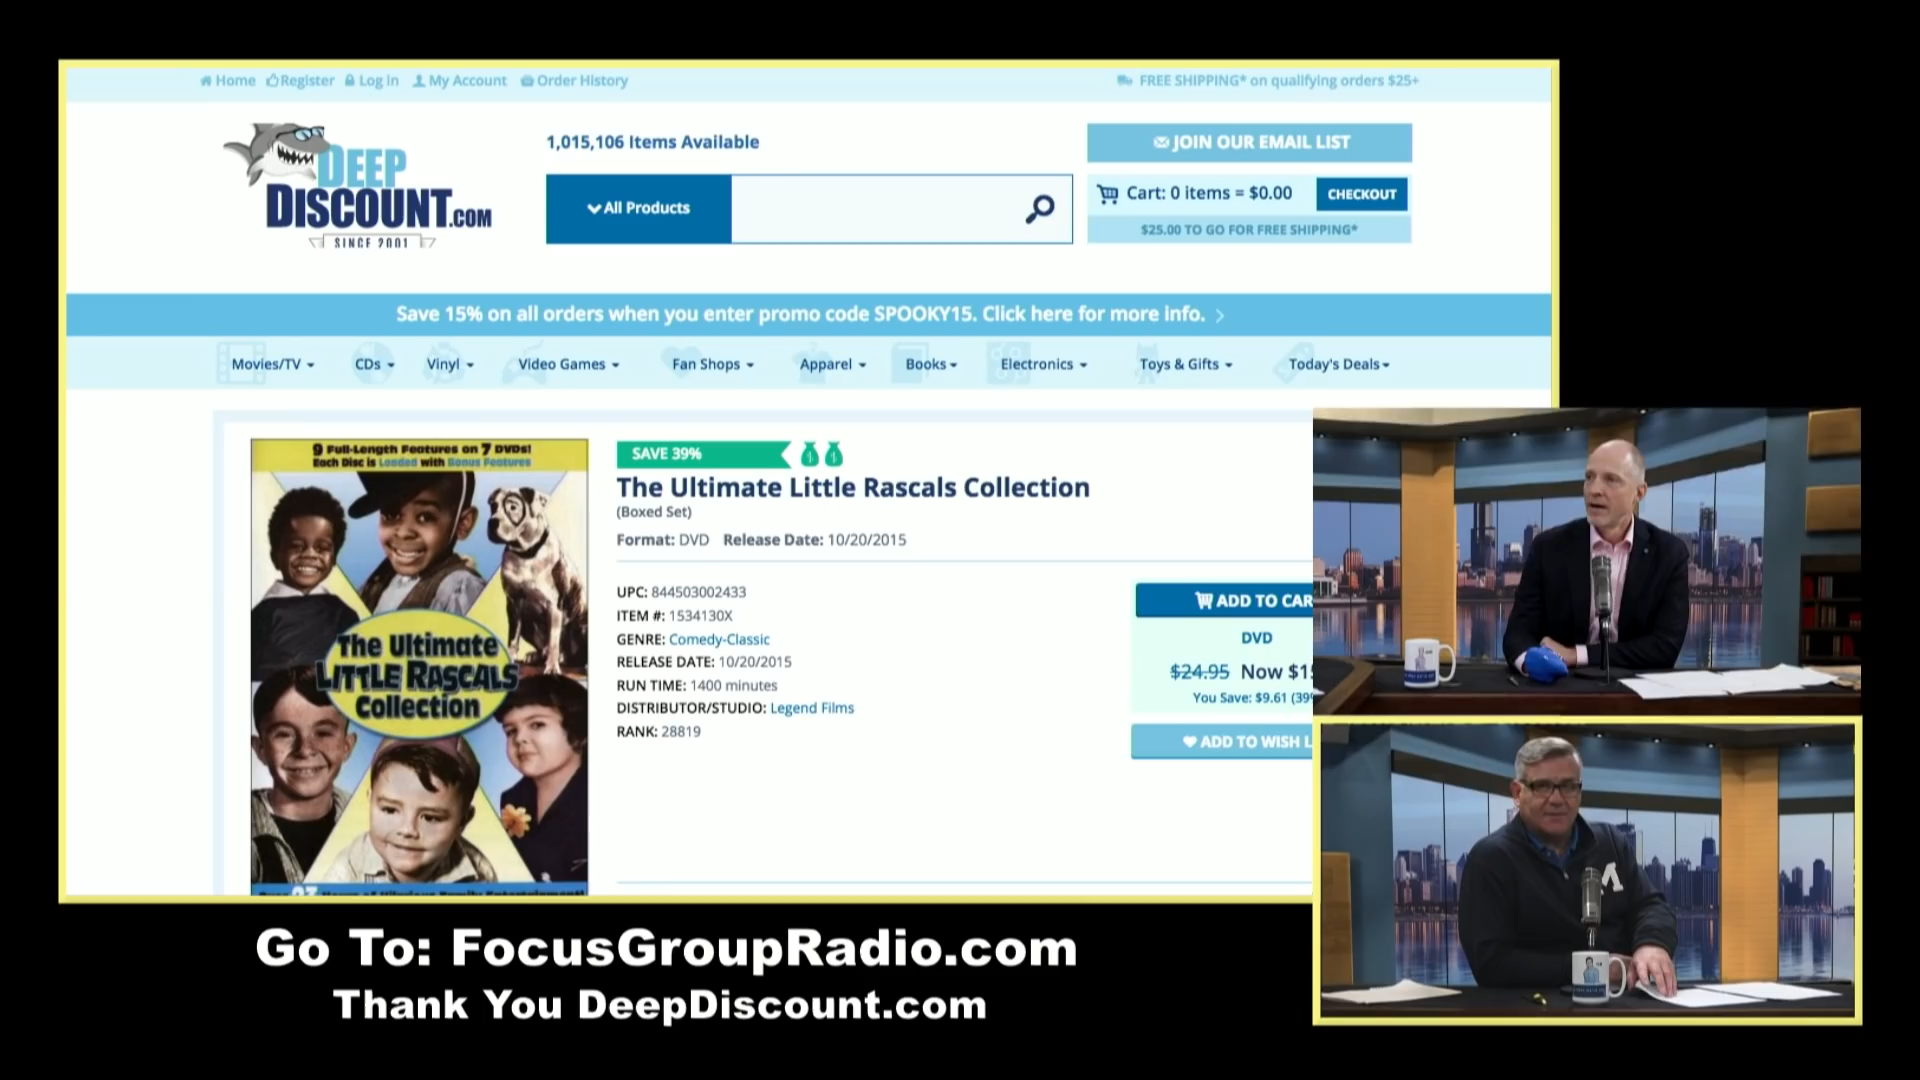 Home Register Log In My Account Order History
FREE SHIPPING* on qualifying orders $25+
DEEP
DISCOUNT.COM
SINCE 2001
1,015,106 Items Available
All Products
JOIN OUR EMAIL LIST
Cart: 0 items = $0.00 CHECKOUT
$25.00 TO GO FOR FREE SHIPPING*
Save 15% on all orders when you enter promo code SPOOKY15. Click here for more info.
Movies/TV CDs Vinyl Video Games Fan Shops Apparel Books Electronics Toys & Gifts Today's Deals
9 Full-Length Features on 7 DVDs!
Each Disc is Loaded with Bonus Features
The Ultimate
LITTLE RASCALS
Collection
SAVE 39%
The Ultimate Little Rascals Collection
(Boxed Set)
Format: DVD Release Date: 10/20/2015
UPC: 844503002433
ITEM #: 1534130X
GENRE: Comedy-Classic
RELEASE DATE: 10/20/2015
RUN TIME: 1400 minutes
DISTRIBUTOR/STUDIO: Legend Films
RANK: 28819
ADD TO CAR
DVD
$24.95 Now $1
You Save: $9.61 (39
ADD TO WISH L
M
Go To: FocusGroupRadio.com
Thank You DeepDiscount.com